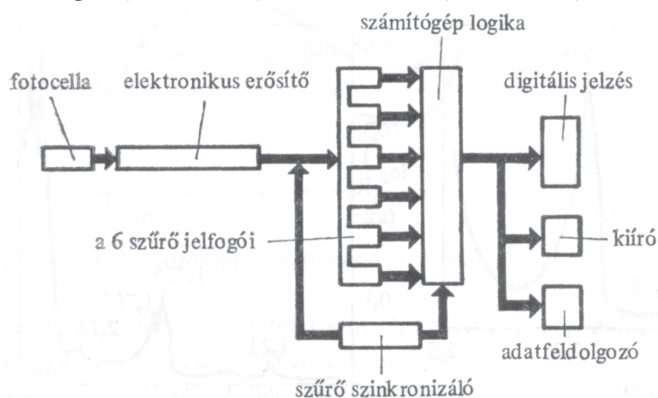 számítógép logika
fotocella
elektronikus erősítő
digitális jelzés
a 6 szűrő jelfogói
kiíró
adatfeldolgozó
szűrő szinkronizáló